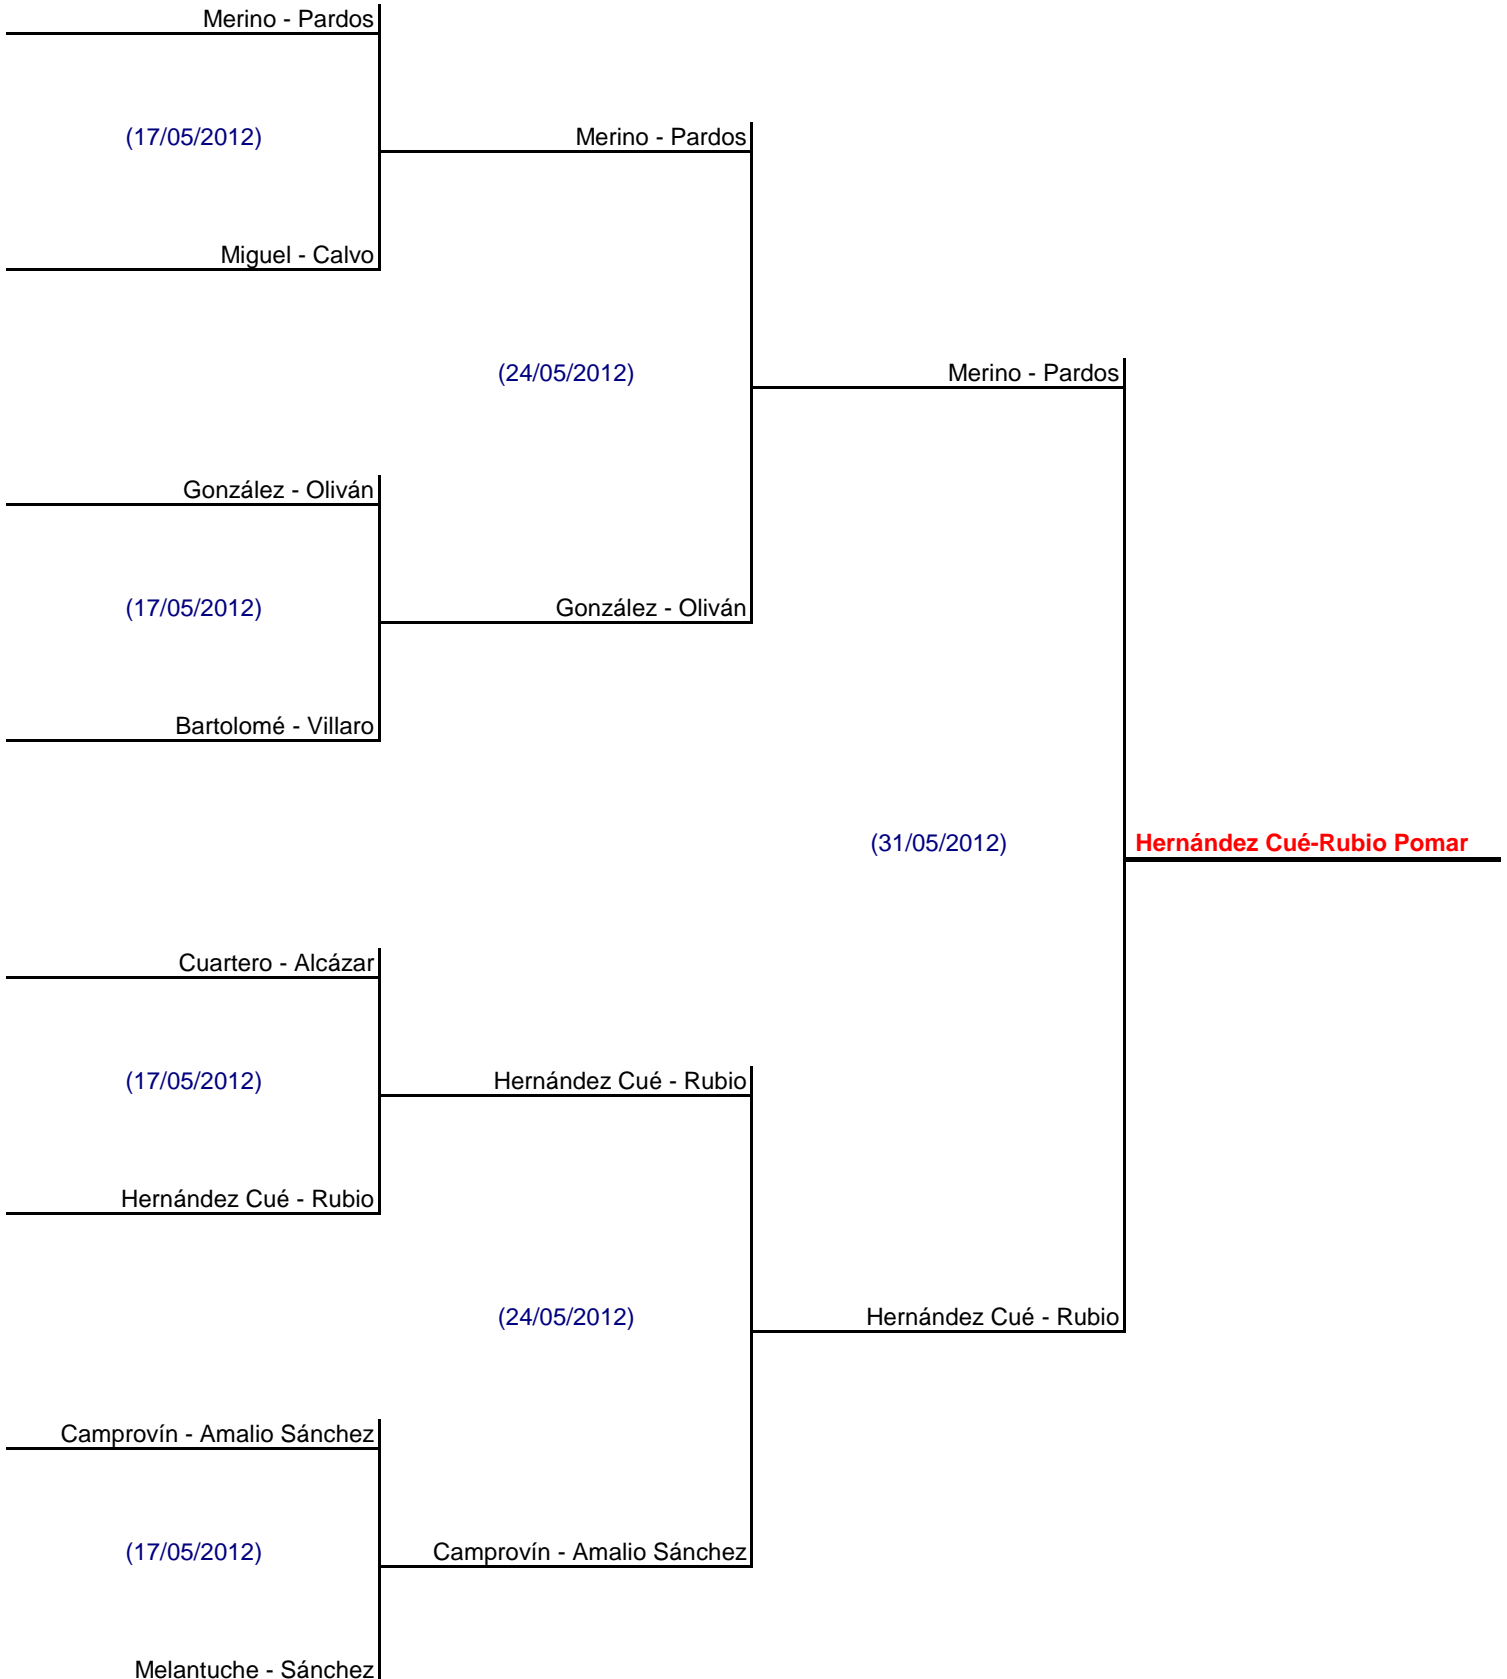 Merino - Pardos
(17/05/2012)
Merino - Pardos
Miguel - Calvo
(24/05/2012)
Merino - Pardos
González - Oliván
(17/05/2012)
González - Oliván
Bartolomé - Villaro
(31/05/2012)
Hernández Cué-Rubio Pomar
Cuartero - Alcázar
(17/05/2012)
Hernández Cué - Rubio
Hernández Cué - Rubio
(24/05/2012)
Hernández Cué - Rubio
Camprovín - Amalio Sánchez
(17/05/2012)
Camprovín - Amalio Sánchez
Melantuche - Sánchez